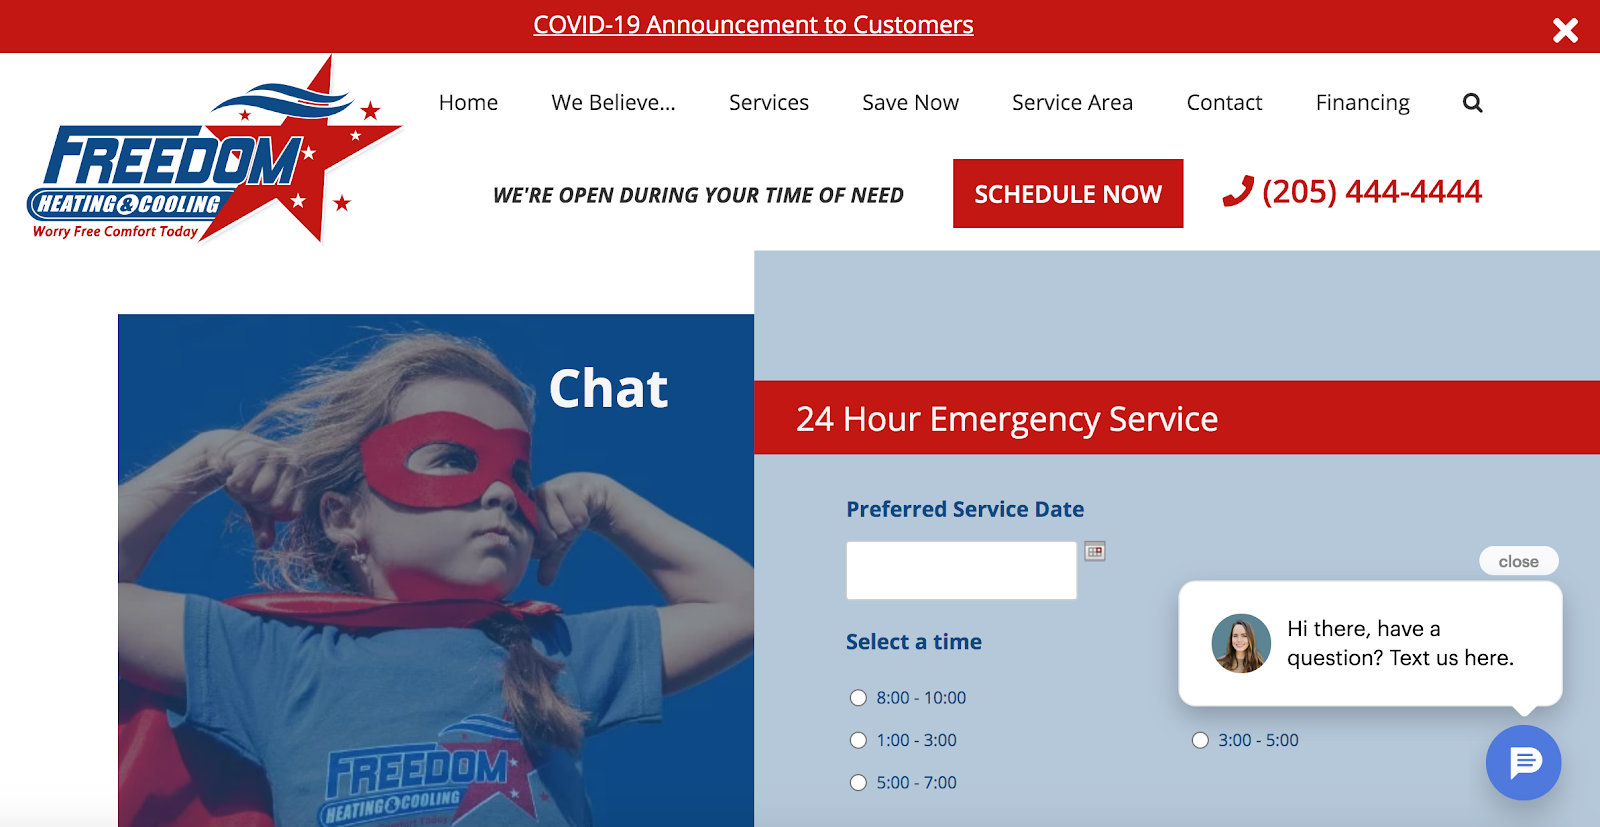 COVID-19 Announcement to Customers
FREEDOM
HEATING & COOLING
Worry Free Comfort Today
Home
We Believe...
Services
Save Now
Service Area
Contact
Financing
WE'RE OPEN DURING YOUR TIME OF NEED
SCHEDULE NOW
(205) 444-4444
Chat
FREEDOM
HEATING & COOLING
Comfort Today
24 Hour Emergency Service
Preferred Service Date
Select a time
8:00 - 10:00
1:00 - 3:00
3:00 - 5:00
5:00 - 7:00
close
Hi there, have a
question? Text us here.